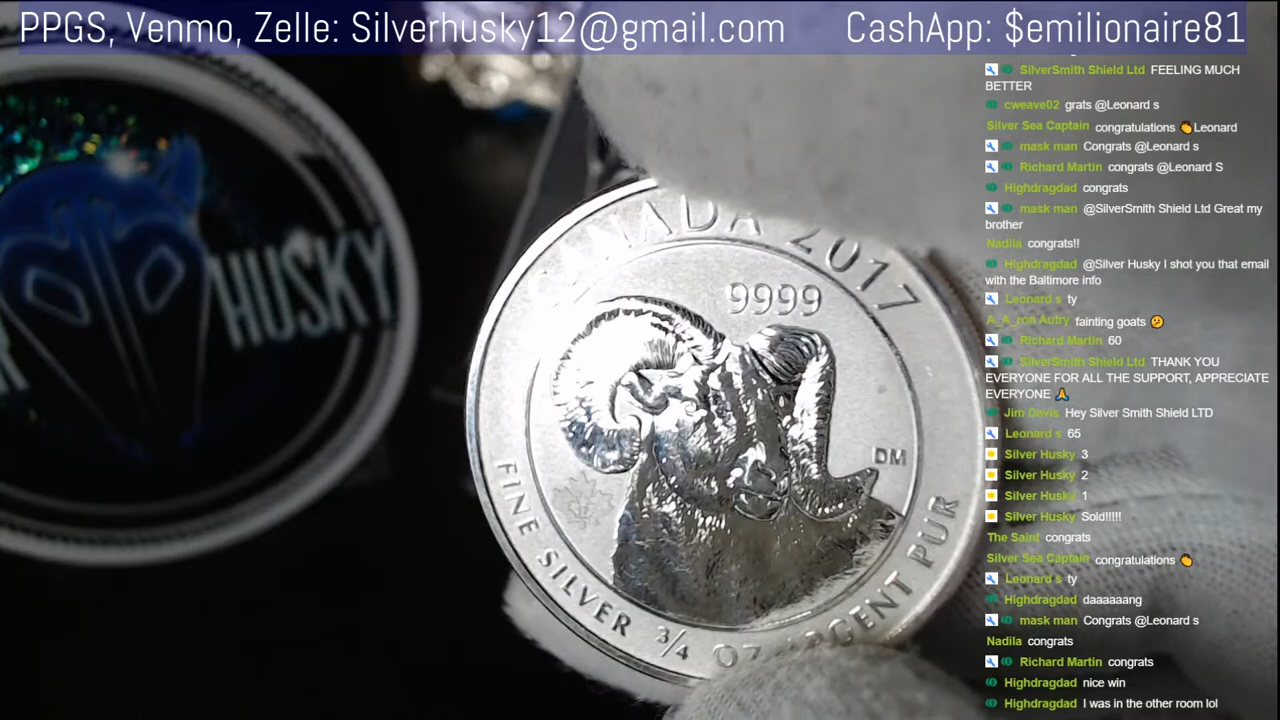 PPGS, Venmo, Zelle: Silverhusky12@gmail.com CashApp: $emilionaire81
HUSKY
CANADA 2017
9999
DM
FINE SILVER 3/4 OZ ARGENT PUR
SilverSmith Shield Ltd FEELING MUCH
BETTER
cweave02 grats @Leonard s
Silver Sea Captain congratulations 👏Leonard
mask man Congrats @Leonard s
Richard Martin congrats @Leonard S
Highdragdad congrats
mask man @SilverSmith Shield Ltd Great my
brother
Nadila congrats!!
Highdragdad @Silver Husky I shot you that email
with the Baltimore info
Leonard s ty
A_A_ron Autry fainting goats 🫤
Richard Martin 60
SilverSmith Shield Ltd THANK YOU
EVERYONE FOR ALL THE SUPPORT, APPRECIATE
EVERYONE 🙏
Jim Davis Hey Silver Smith Shield LTD
Leonard s 65
Silver Husky 3
Silver Husky 2
Silver Husky 1
Silver Husky Sold!!!!!
The Saint congrats
Silver Sea Captain congratulations 👏
Leonard s ty
Highdragdad daaaaaang
mask man Congrats @Leonard s
Nadila congrats
Richard Martin congrats
Highdragdad nice win
Highdragdad I was in the other room lol